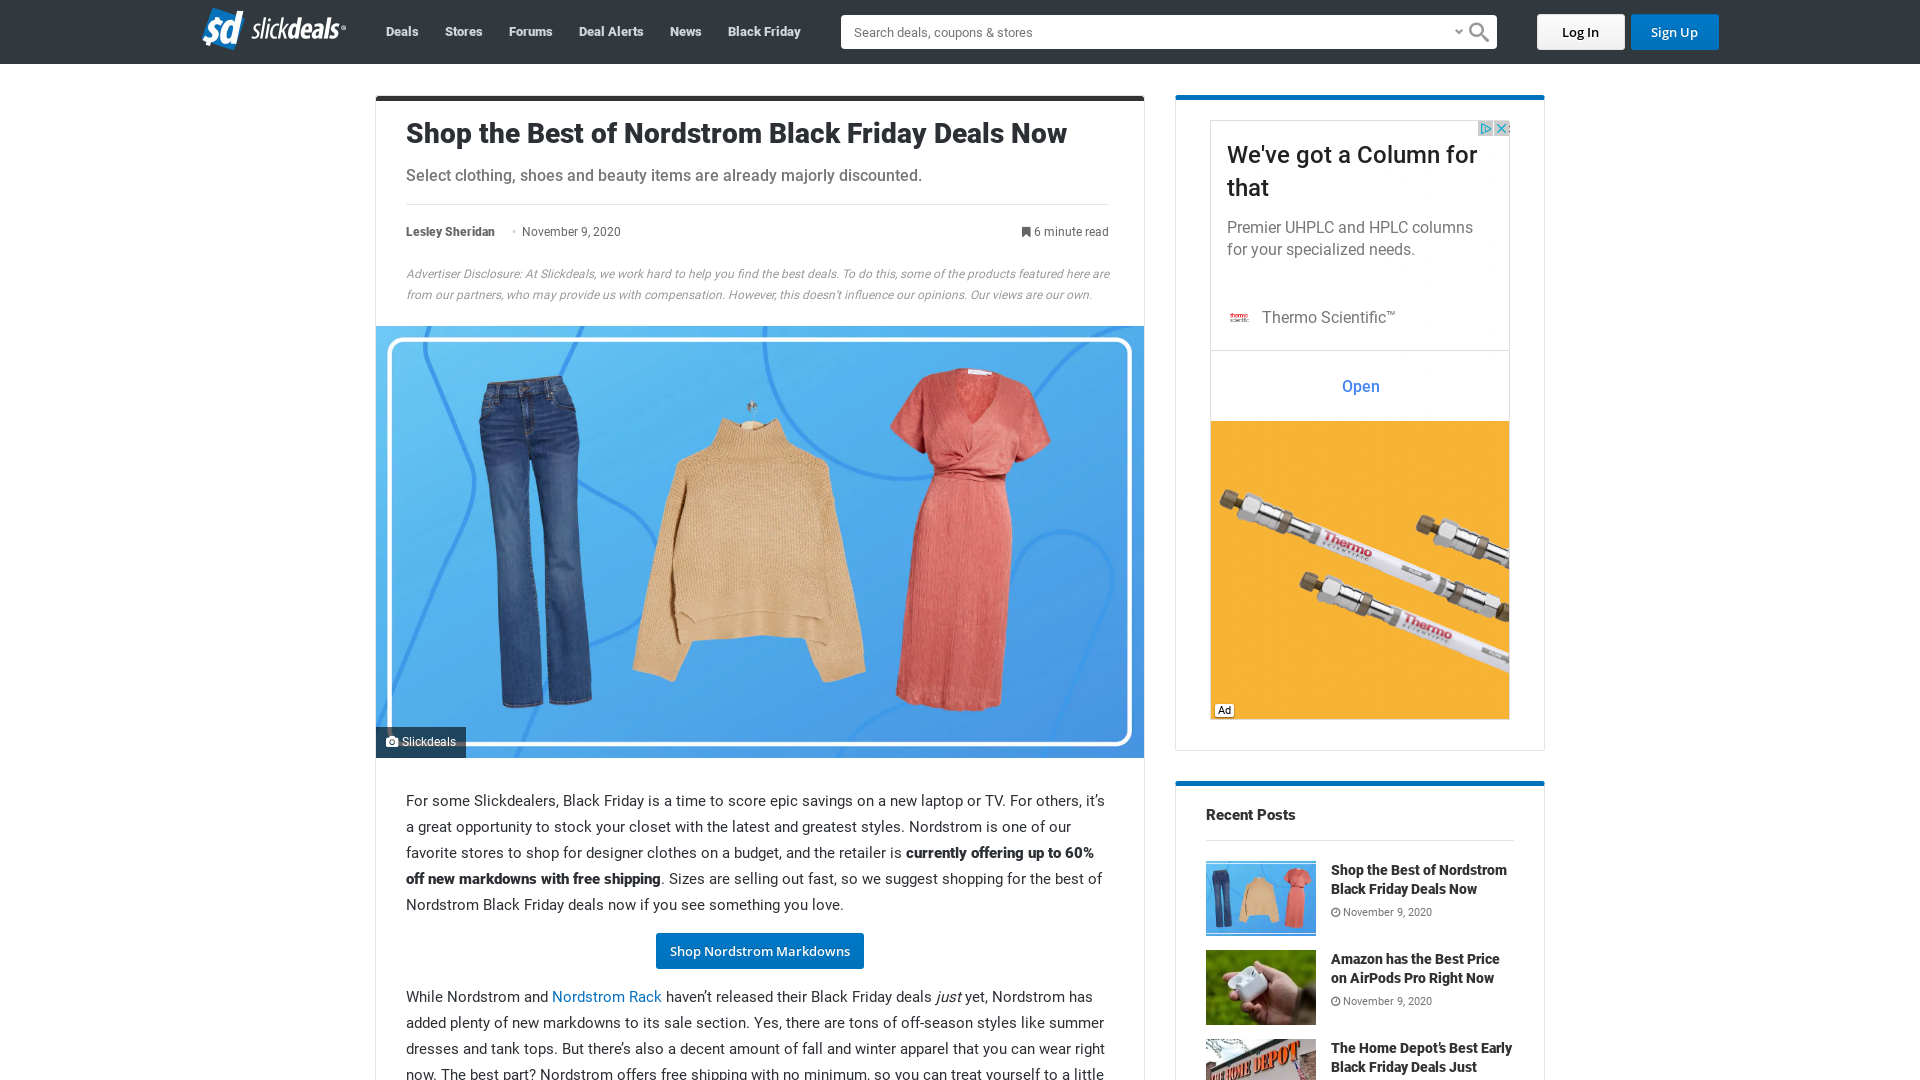 sd slickdeals
Deals
Stores
Forums
Deal Alerts
News
Black Friday
Search deals, coupons & stores
Log In
Sign Up
Shop the Best of Nordstrom Black Friday Deals Now
Select clothing, shoes and beauty items are already majorly discounted.
Lesley Sheridan • November 9, 2020
6 minute read
Advertiser Disclosure: At Slickdeals, we work hard to help you find the best deals. To do this, some of the products featured here are
from our partners, who may provide us with compensation. However, this doesn’t influence our opinions. Our views are our own.
Slickdeals
For some Slickdealers, Black Friday is a time to score epic savings on a new laptop or TV. For others, it’s
a great opportunity to stock your closet with the latest and greatest styles. Nordstrom is one of our
favorite stores to shop for designer clothes on a budget, and the retailer is currently offering up to 60%
off new markdowns with free shipping. Sizes are selling out fast, so we suggest shopping for the best of
Nordstrom Black Friday deals now if you see something you love.
Shop Nordstrom Markdowns
While Nordstrom and Nordstrom Rack haven’t released their Black Friday deals just yet, Nordstrom has
added plenty of new markdowns to its sale section. Yes, there are tons of off-season styles like summer
dresses and tank tops. But there’s also a decent amount of fall and winter apparel that you can wear right
now. The best part? Nordstrom offers free shipping with no minimum, so you can treat yourself to a little
We've got a Column for
that
Premier UHPLC and HPLC columns
for your specialized needs.
thermo
scientific
Thermo Scientific™
Open
Thermo
SCIENTIFIC
Thermo
SCIENTIFIC
Ad
Recent Posts
Shop the Best of Nordstrom
Black Friday Deals Now
November 9, 2020
Amazon has the Best Price
on AirPods Pro Right Now
November 9, 2020
THE HOME DEPOT
The Home Depot’s Best Early
Black Friday Deals Just